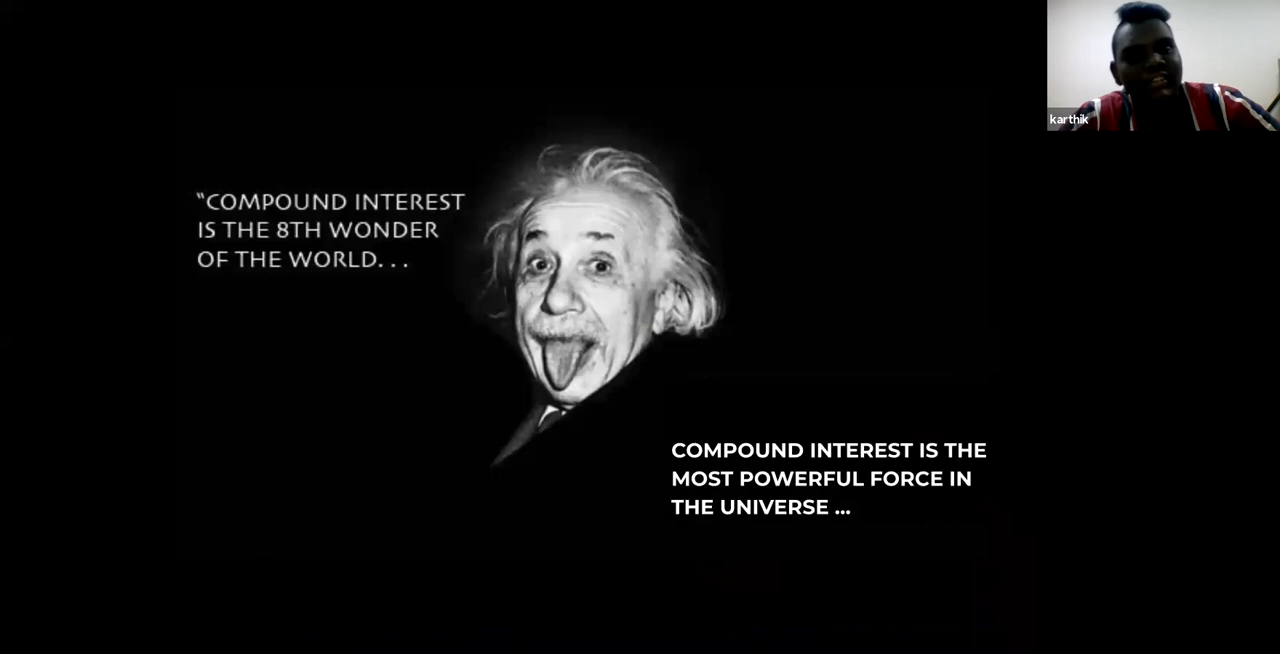 “COMPOUND INTEREST
IS THE 8TH WONDER
OF THE WORLD. . .
COMPOUND INTEREST IS THE
MOST POWERFUL FORCE IN
THE UNIVERSE ...
karthik